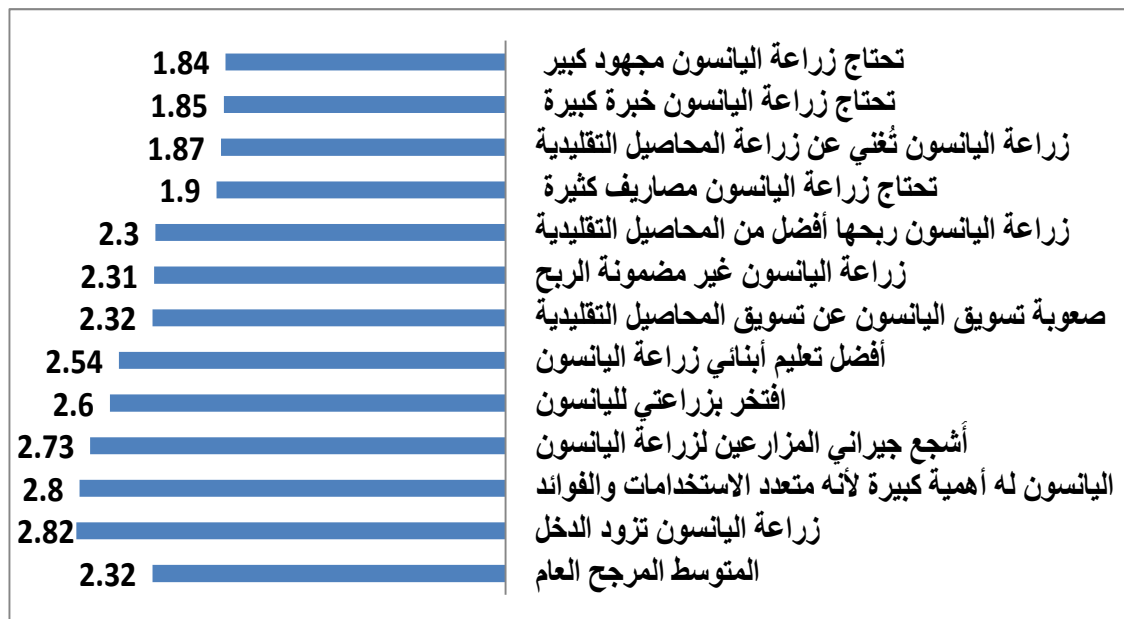 تحتاج زراعة اليانسون مجهود كبير 1.84
تحتاج زراعة اليانسون خبرة كبيرة 1.85
زراعة اليانسون تُغني عن زراعة المحاصيل التقليدية 1.87
تحتاج زراعة اليانسون مصاريف كثيرة 1.9
زراعة اليانسون ربحها أفضل من المحاصيل التقليدية 2.3
زراعة اليانسون غير مضمونة الربح 2.31
صعوبة تسويق اليانسون عن تسويق المحاصيل التقليدية 2.32
أفضل تعليم أبنائي زراعة اليانسون 2.54
افتخر بزراعتي لليانسون 2.6
أُشجع جيراني المزارعين لزراعة اليانسون 2.73
اليانسون له أهمية كبيرة لأنه متعدد الاستخدامات والفوائد 2.8
زراعة اليانسون تزود الدخل 2.82
المتوسط المرجح العام 2.32